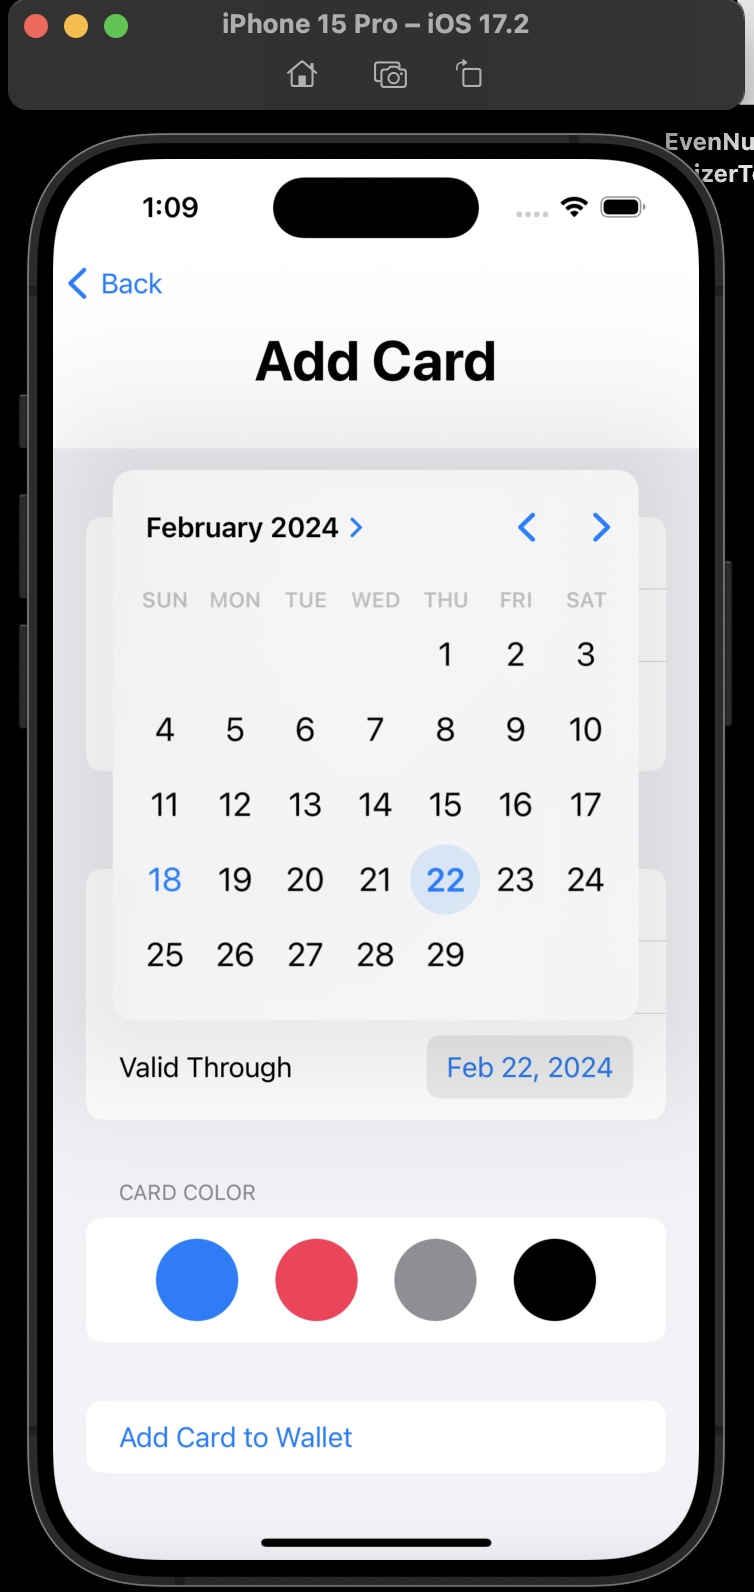 iPhone 15 Pro – iOS 17.2
EvenNu
izerTe
1:09
Back
Add Card
February 2024
SUN MON TUE WED THU FRI SAT
1 2 3
4 5 6 7 8 9 10
11 12 13 14 15 16 17
18 19 20 21 22 23 24
25 26 27 28 29
Valid Through Feb 22, 2024
CARD COLOR
Add Card to Wallet